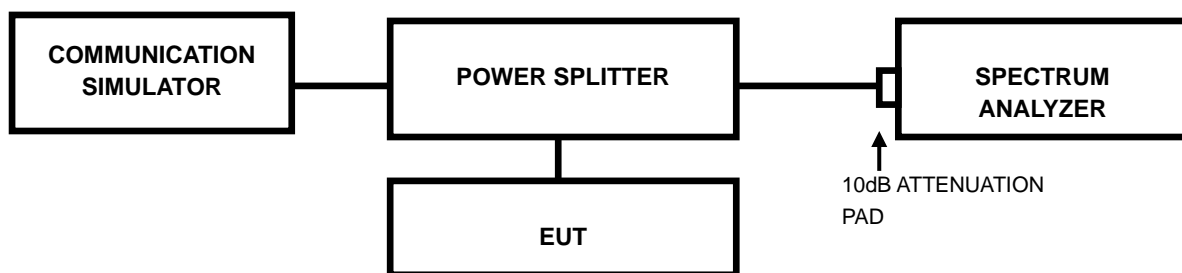 COMMUNICATION
SIMULATOR
POWER SPLITTER
SPECTRUM
ANALYZER
10dB ATTENUATION
PAD
EUT